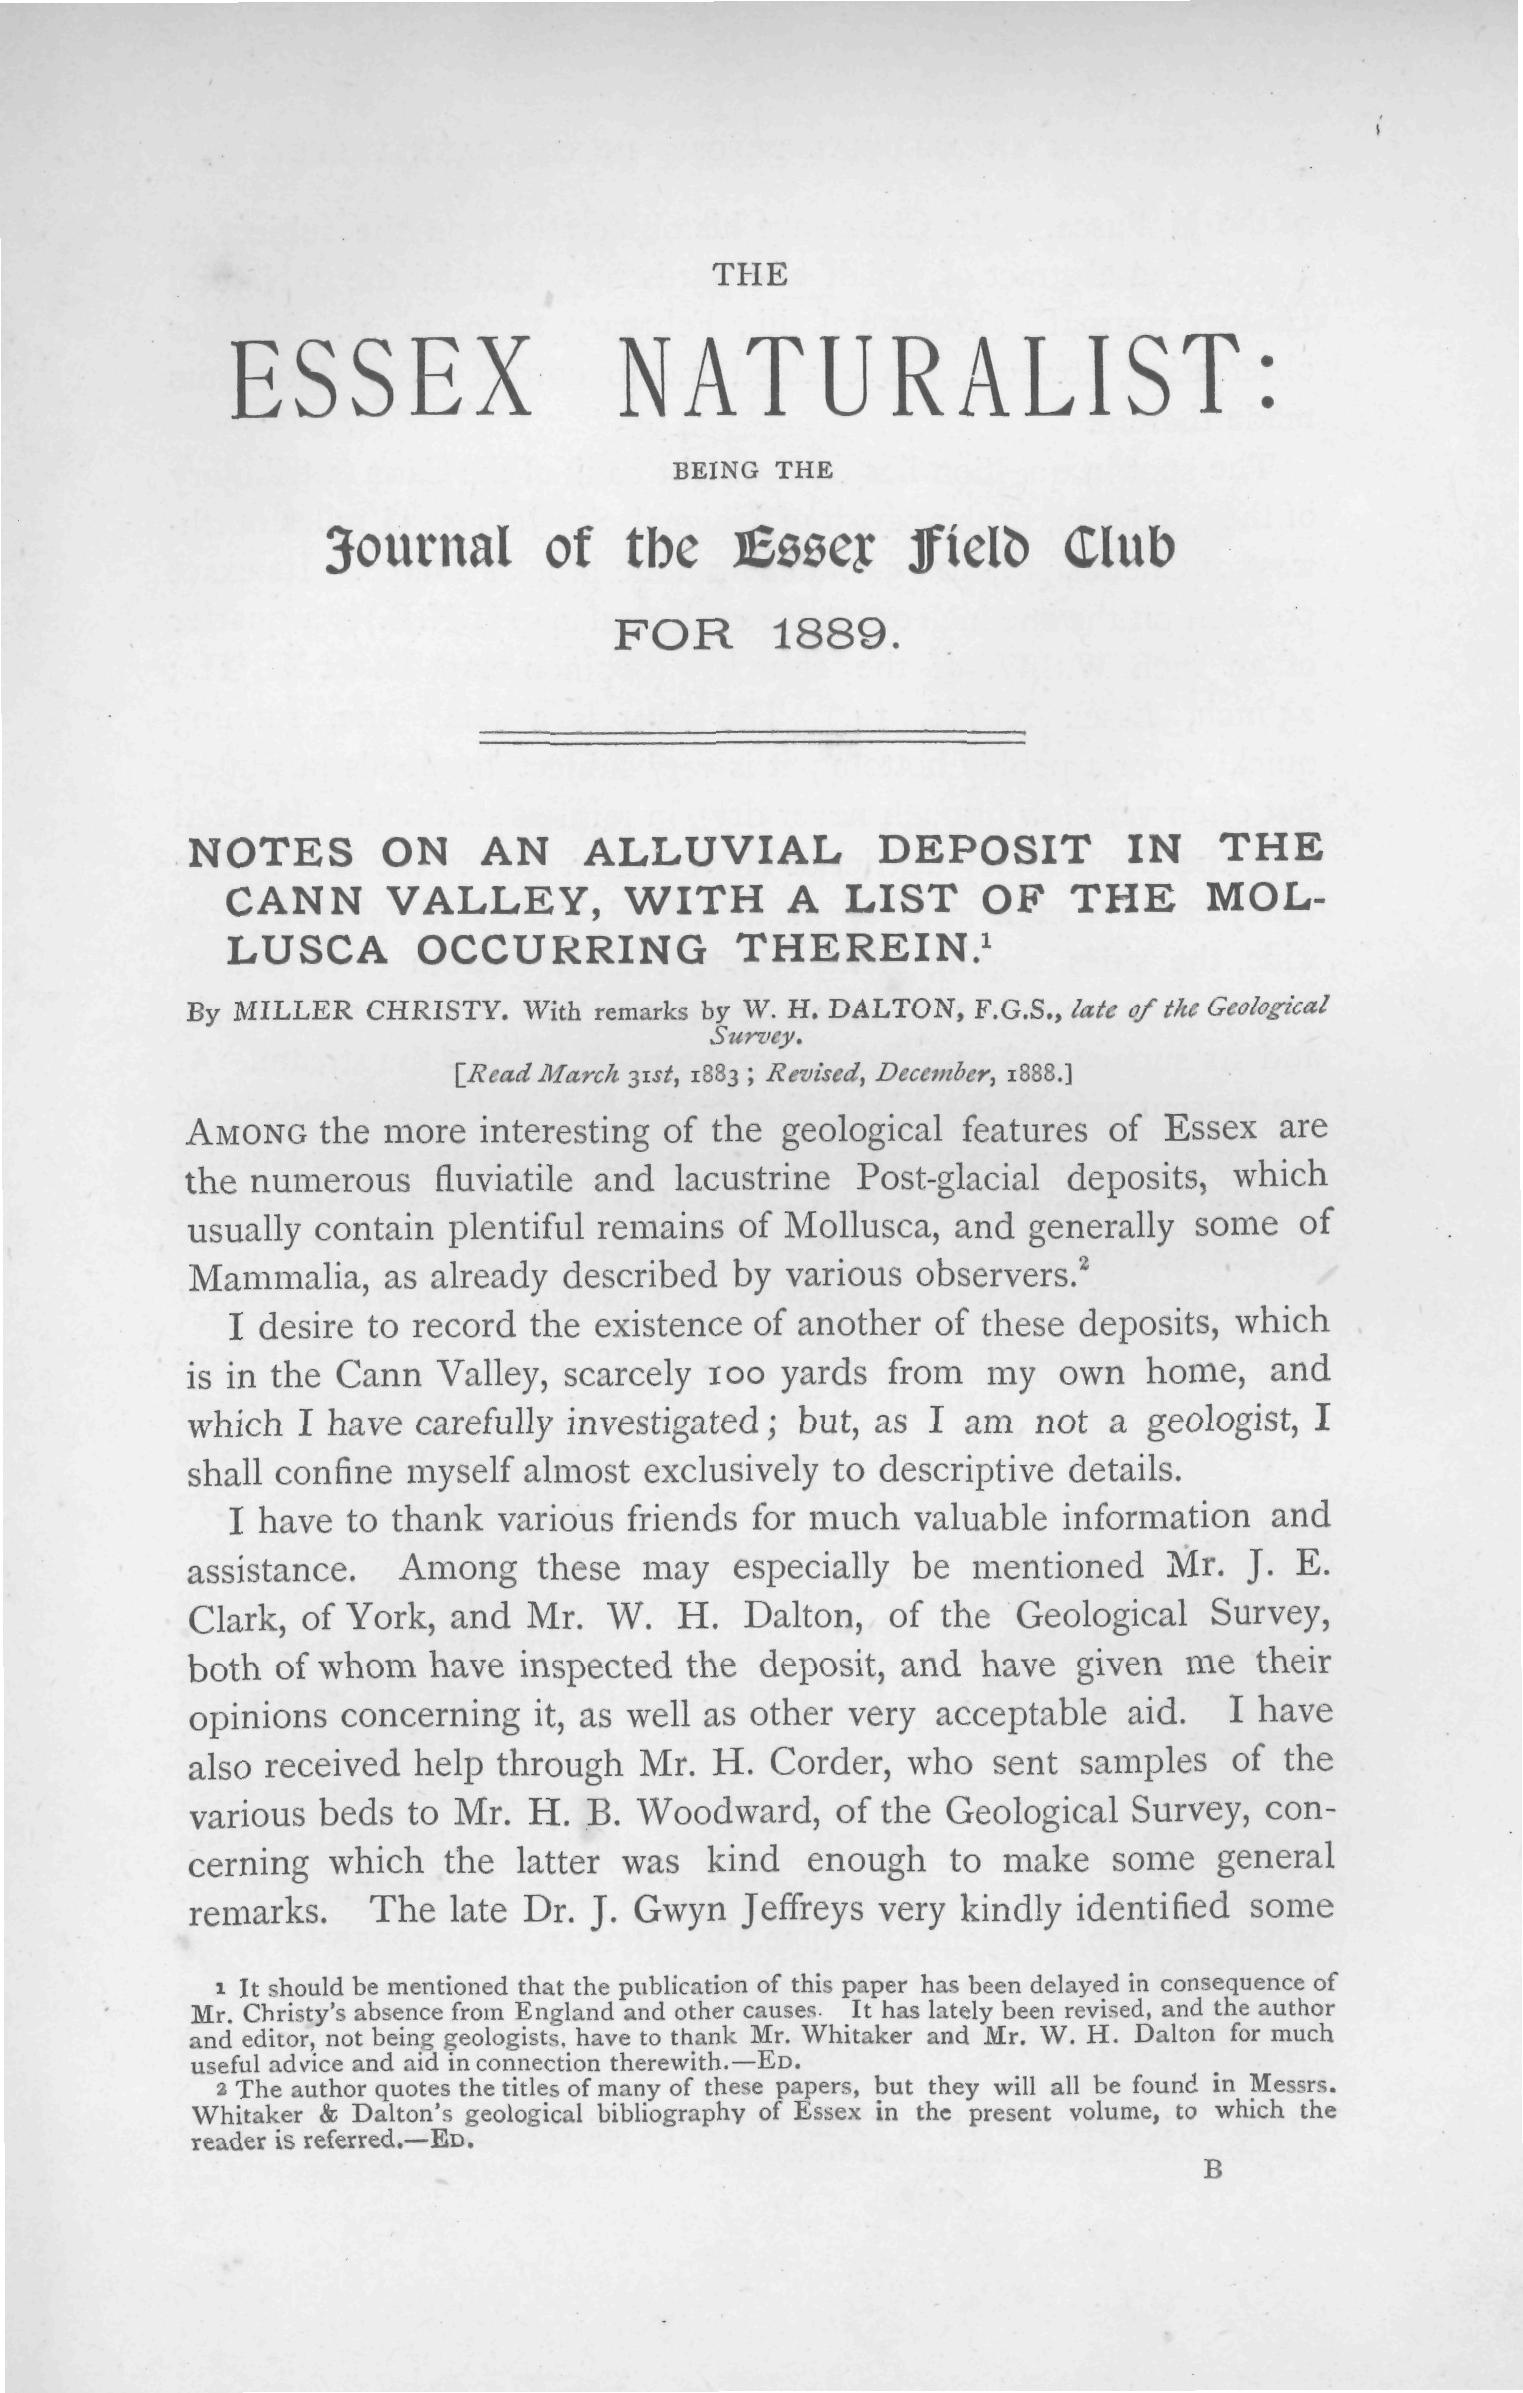 THE
ESSEX NATURALIST:
BEING THE
Journal of the Essex Field Club
FOR 1889.
NOTES ON AN ALLUVIAL DEPOSIT IN THE
CANN VALLEY, WITH A LIST OF THE MOL-
LUSCA OCCURRING THEREIN.¹
By MILLER CHRISTY. With remarks by W. H. DALTON, F.G.S., late of the Geological
Survey.
[Read March 31st, 1883; Revised, December, 1888.]
AMONG the more interesting of the geological features of Essex are
the numerous fluviatile and lacustrine Post-glacial deposits, which
usually contain plentiful remains of Mollusca, and generally some of
Mammalia, as already described by various observers.²
I desire to record the existence of another of these deposits, which
is in the Cann Valley, scarcely 100 yards from my own home, and
which I have carefully investigated; but, as I am not a geologist, I
shall confine myself almost exclusively to descriptive details.
I have to thank various friends for much valuable information and
assistance. Among these may especially be mentioned Mr. J. E.
Clark, of York, and Mr. W. H. Dalton, of the Geological Survey,
both of whom have inspected the deposit, and have given me their
opinions concerning it, as well as other very acceptable aid. I have
also received help through Mr. H. Corder, who sent samples of the
various beds to Mr. H. B. Woodward, of the Geological Survey, con-
cerning which the latter was kind enough to make some general
remarks. The late Dr. J. Gwyn Jeffreys very kindly identified some
1 It should be mentioned that the publication of this paper has been delayed in consequence of
Mr. Christy's absence from England and other causes. It has lately been revised, and the author
and editor, not being geologists, have to thank Mr. Whitaker and Mr. W. H. Dalton for much
useful advice and aid in connection therewith.—ED.
2 The author quotes the titles of many of these papers, but they will all be found in Messrs.
Whitaker & Dalton's geological bibliography of Essex in the present volume, to which the
reader is referred.—ED.
B